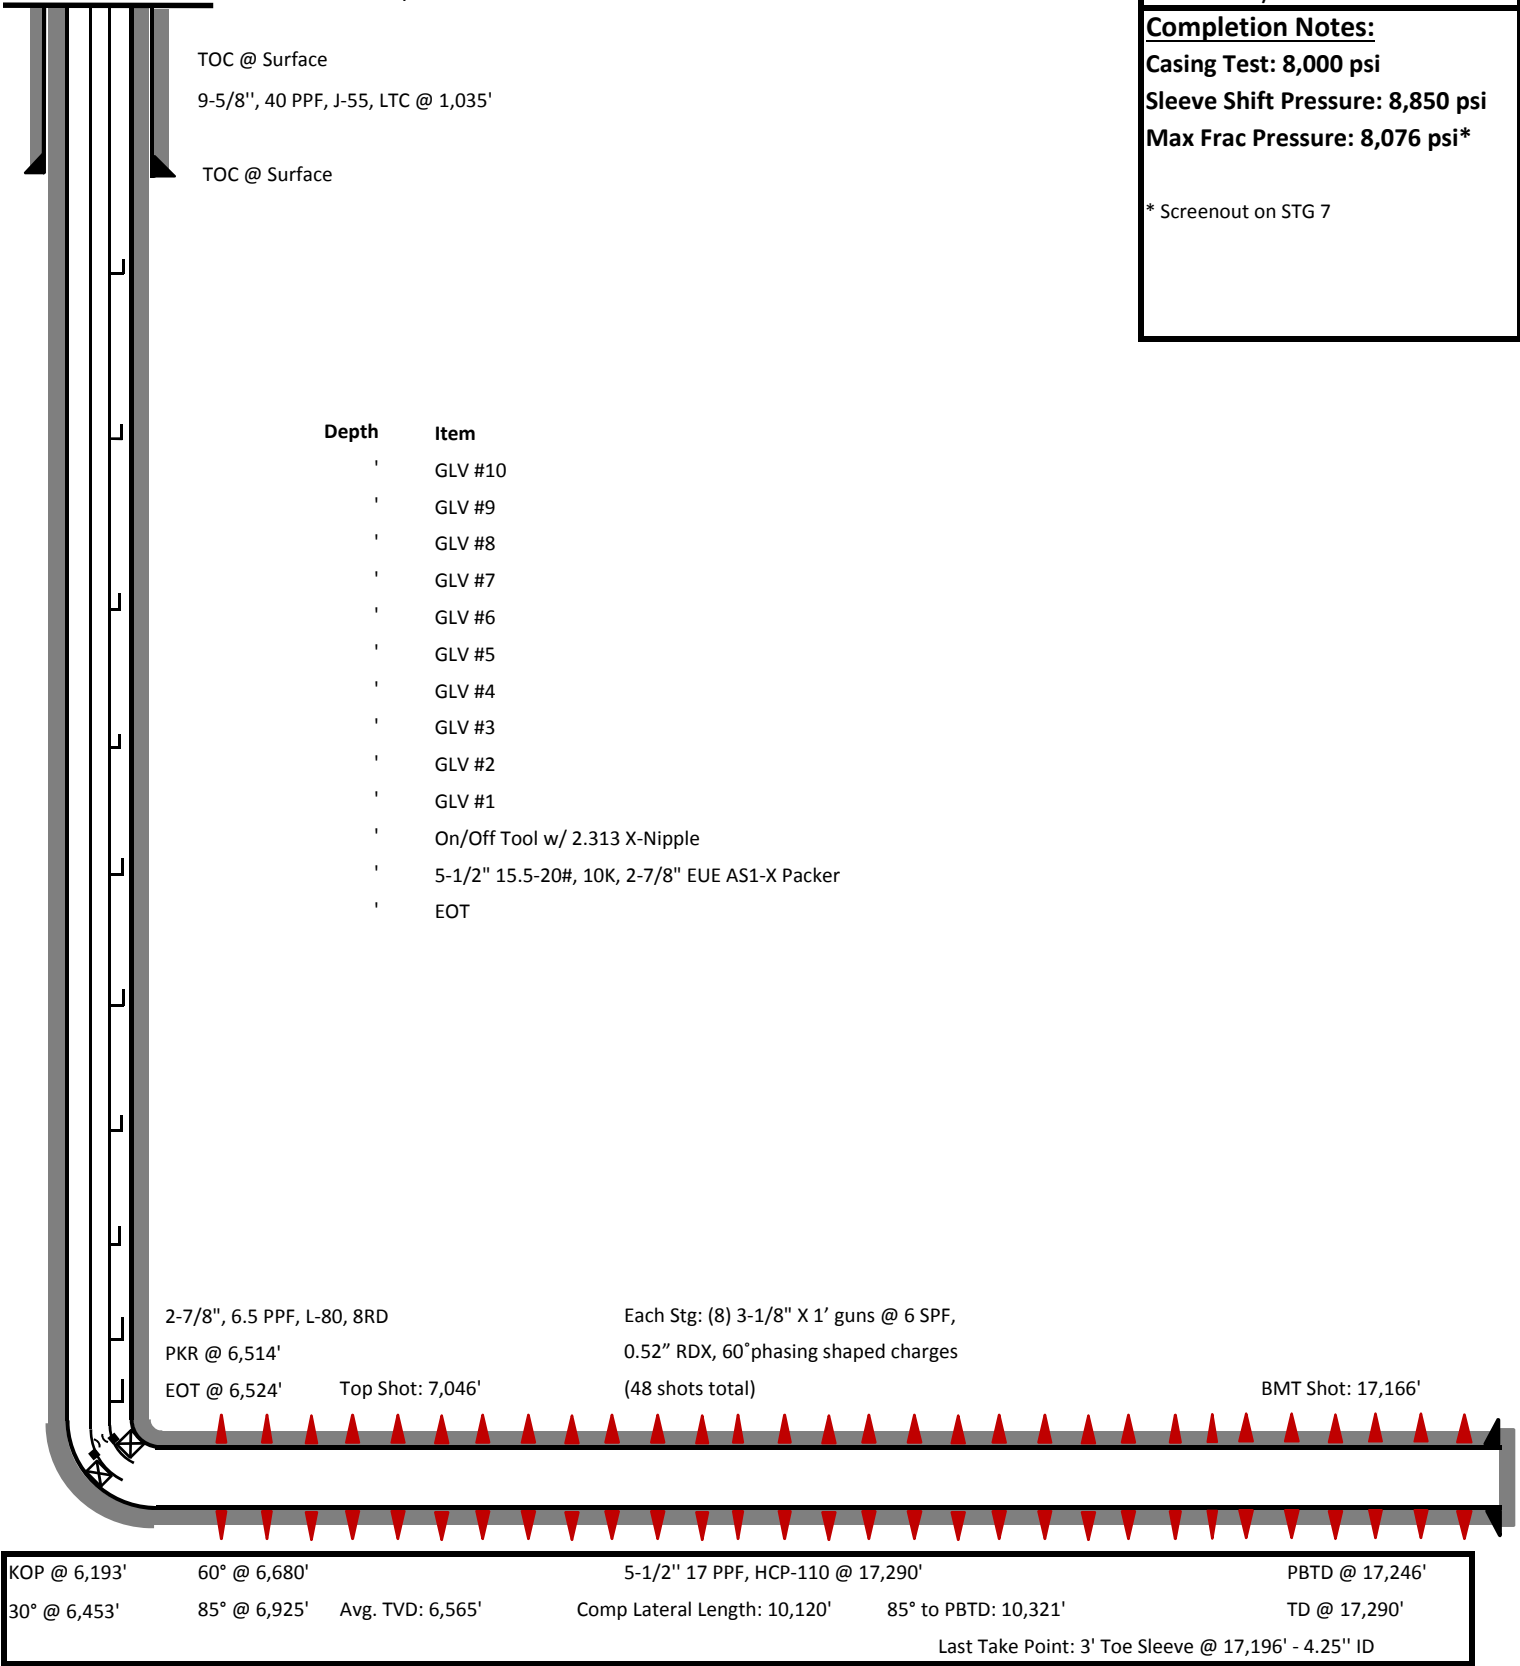 Completion Notes:
Casing Test: 8,000 psi
Sleeve Shift Pressure: 8,850 psi
Max Frac Pressure: 8,076 psi*
* Screenout on STG 7
TOC @ Surface
9-5/8'', 40 PPF, J-55, LTC @ 1,035'
TOC @ Surface
Depth Item
' GLV #10
' GLV #9
' GLV #8
' GLV #7
' GLV #6
' GLV #5
' GLV #4
' GLV #3
' GLV #2
' GLV #1
' On/Off Tool w/ 2.313 X-Nipple
' 5-1/2" 15.5-20#, 10K, 2-7/8" EUE AS1-X Packer
' EOT
2-7/8", 6.5 PPF, L-80, 8RD
PKR @ 6,514'
EOT @ 6,524' Top Shot: 7,046'
Each Stg: (8) 3-1/8" X 1’ guns @ 6 SPF,
0.52” RDX, 60˚phasing shaped charges
(48 shots total)
BMT Shot: 17,166'
KOP @ 6,193' 60° @ 6,680' 5-1/2'' 17 PPF, HCP-110 @ 17,290' PBTD @ 17,246'
30° @ 6,453' 85° @ 6,925' Avg. TVD: 6,565' Comp Lateral Length: 10,120' 85° to PBTD: 10,321' TD @ 17,290'
Last Take Point: 3' Toe Sleeve @ 17,196' - 4.25'' ID